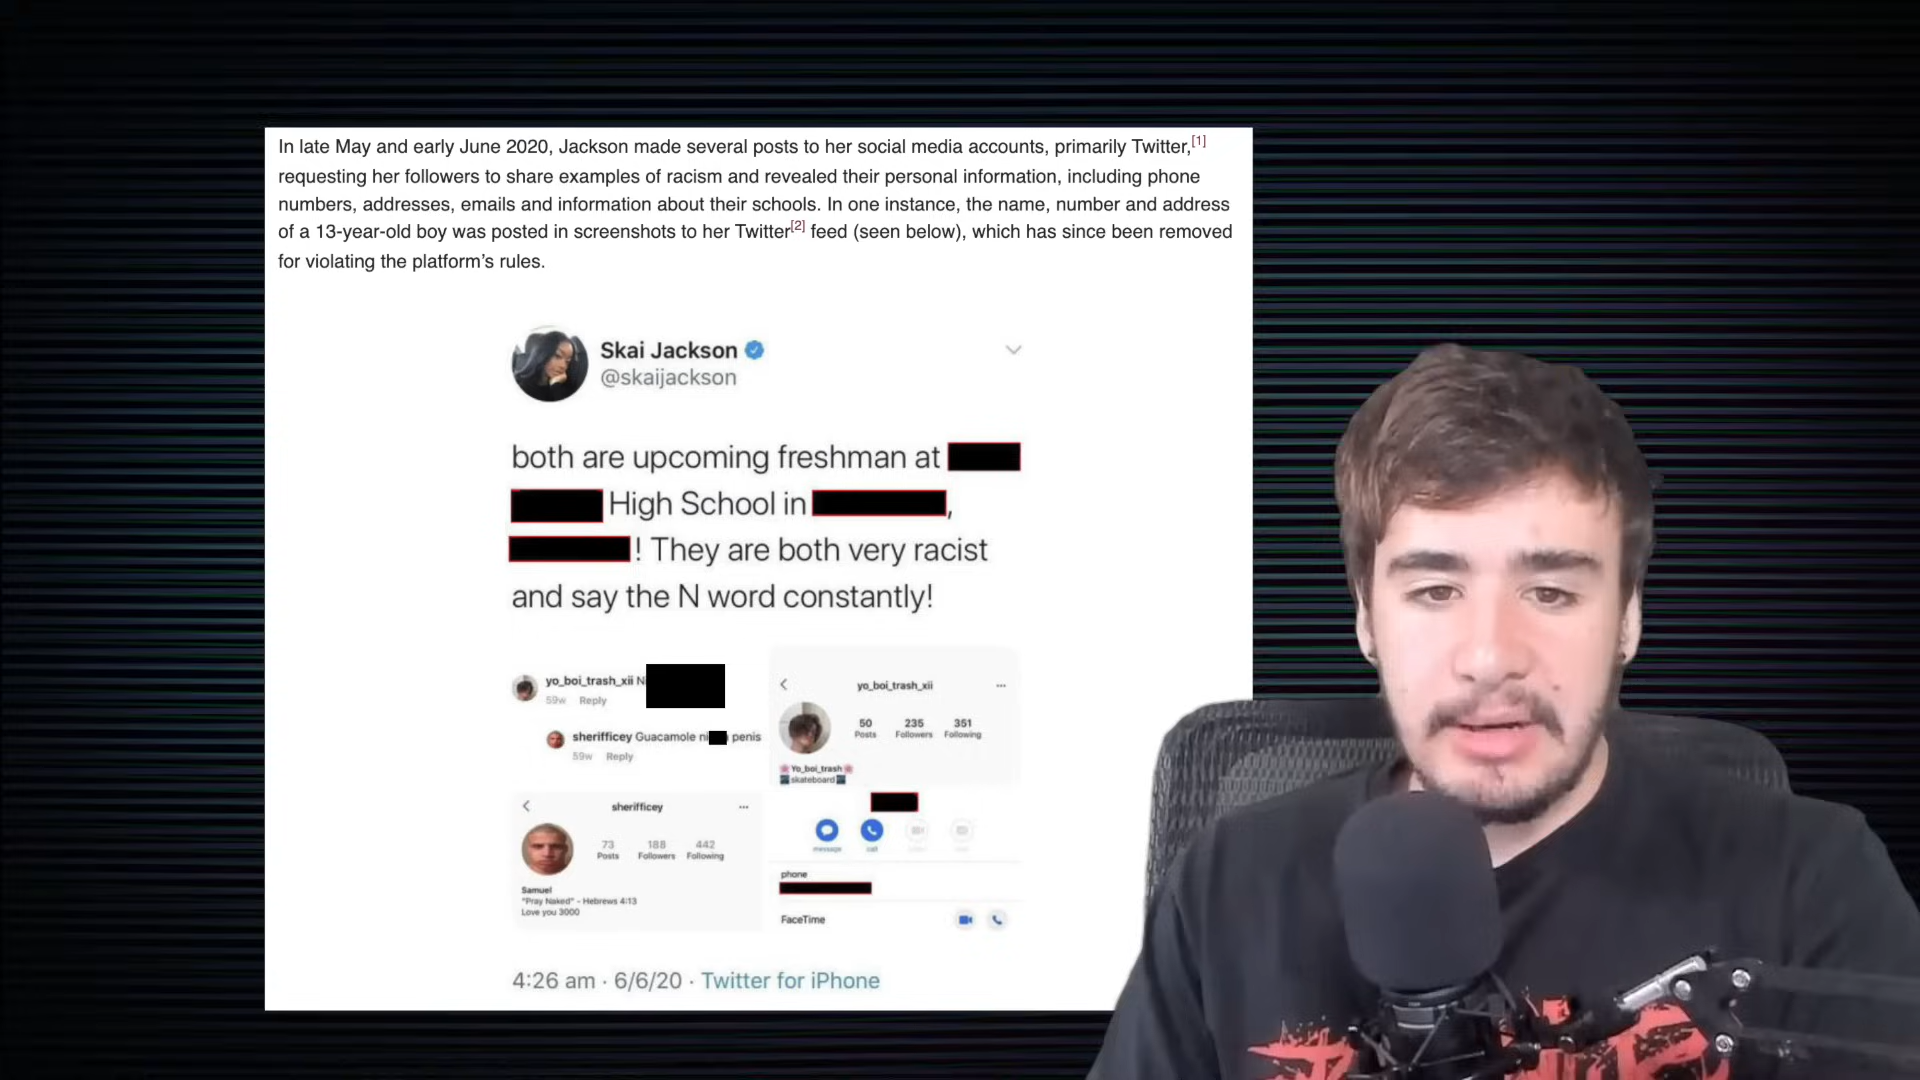 In late May and early June 2020, Jackson made several posts to her social media accounts, primarily Twitter,[1]
requesting her followers to share examples of racism and revealed their personal information, including phone
numbers, addresses, emails and information about their schools. In one instance, the name, number and address
of a 13-year-old boy was posted in screenshots to her Twitter[2] feed (seen below), which has since been removed
for violating the platform’s rules.
Skai Jackson
@skaijackson
both are upcoming freshman at
High School in ,
! They are both very racist
and say the N word constantly!
yo_boi_trash_xii Ni
59w Reply
sherifficey Guacamole ni penis
59w Reply
yo_boi_trash_xii
50 235 351
Posts Followers Following
Yo_boi_trash
skateboard
message call
phone
FaceTime
sherifficey
73 188 442
Posts Followers Following
Samuel
"Pray Naked" - Hebrews 4:13
Love you 3000
4:26 am · 6/6/20 · Twitter for iPhone